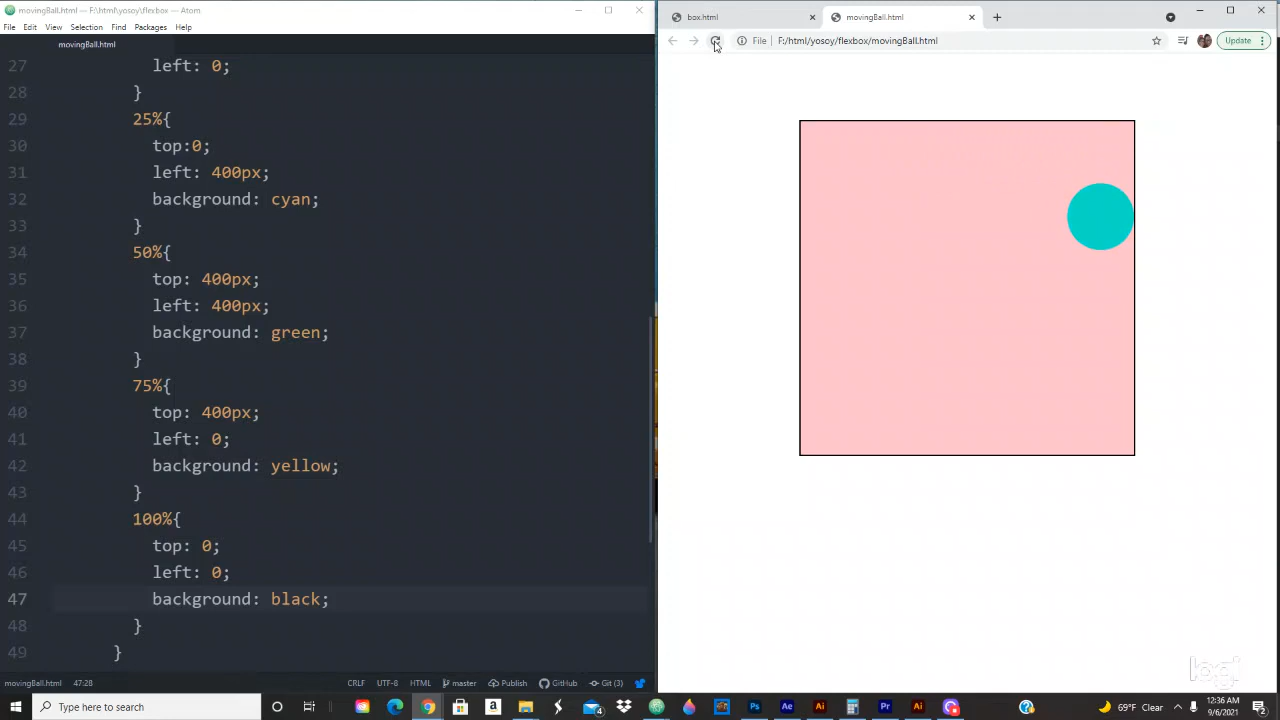 movingBall.html — F:\html\yosoy\flexbox — Atom
File Edit View Selection Find Packages Help
movingBall.html
27 left: 0;
28 }
29 25%{
30 top:0;
31 left: 400px;
32 background: cyan;
33 }
34 50%{
35 top: 400px;
36 left: 400px;
37 background: green;
38 }
39 75%{
40 top: 400px;
41 left: 0;
42 background: yellow;
43 }
44 100%{
45 top: 0;
46 left: 0;
47 background: black;
48 }
49 }
movingBall.html 47:28 CRLF UTF-8 HTML master Publish GitHub Git (3)
box.html movingBall.html
File F:/html/yosoy/flexbox/movingBall.html Update
logi
Type here to search
4
69°F Clear
12:36 AM
9/6/2021